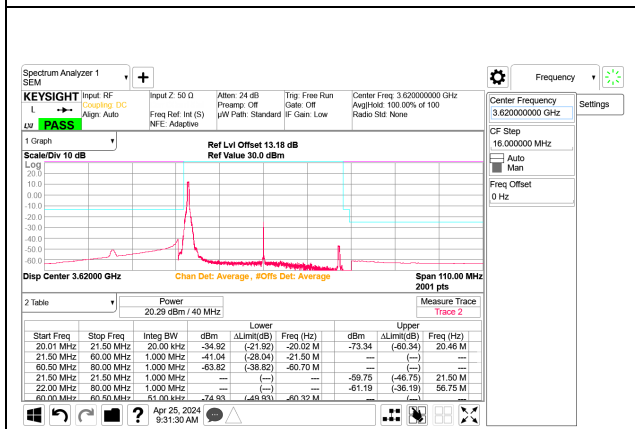 Spectrum Analyzer 1
SEM
Frequency
KEYSIGHT Input: RF Input Z: 50 Ω Atten: 24 dB Trig: Free Run Center Freq: 3.620000000 GHz
L Coupling: DC Preamp: Off Gate: Off Avg|Hold: 100.00% of 100
Align: Auto Freq Ref: Int (S) µW Path: Standard IF Gain: Low Radio Std: None
NFE: Adaptive
LXI PASS
Center Frequency
3.620000000 GHz
Settings
CF Step
16.000000 MHz
Auto
Man
Freq Offset
0 Hz
1 Graph
Ref Lvl Offset 13.18 dB
Scale/Div 10 dB Ref Value 30.0 dBm
Log
20.0
10.0
0.00
-10.0
-20.0
-30.0
-40.0
-50.0
-60.0
Disp Center 3.62000 GHz Chan Det: Average , #Offs Det: Average Span 110.00 MHz
2001 pts
2 Table Power Measure Trace
20.29 dBm / 40 MHz Trace 2
Lower Upper
Start Freq Stop Freq Integ BW dBm ΔLimit(dB) Freq (Hz) dBm ΔLimit(dB) Freq (Hz)
20.01 MHz 21.50 MHz 20.00 kHz -34.92 (-21.92) -20.02 M -73.34 (-60.34) 20.46 M
21.50 MHz 60.00 MHz 1.000 MHz -41.04 (-28.04) -21.50 M --- (---) ---
60.50 MHz 80.00 MHz 1.000 MHz -63.82 (-38.82) -60.70 M --- (---) ---
21.50 MHz 21.50 MHz 1.000 MHz --- (---) --- -59.75 (-46.75) 21.50 M
22.00 MHz 80.00 MHz 1.000 MHz --- (---) --- -61.19 (-36.19) 56.75 M
60.00 MHz 60.50 MHz 51.00 kHz -74.93 (-49.93) -60.32 M --- (---) ---
Apr 25, 2024
9:31:30 AM